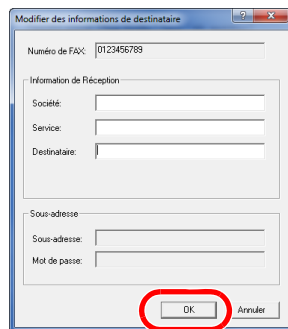 Modifier des informations de destinataire
Numéro de FAX: 0123456789
Information de Réception
Société:
Service:
Destinataire:
Sous-adresse
Sous-adresse:
Mot de passe:
OK Annuler